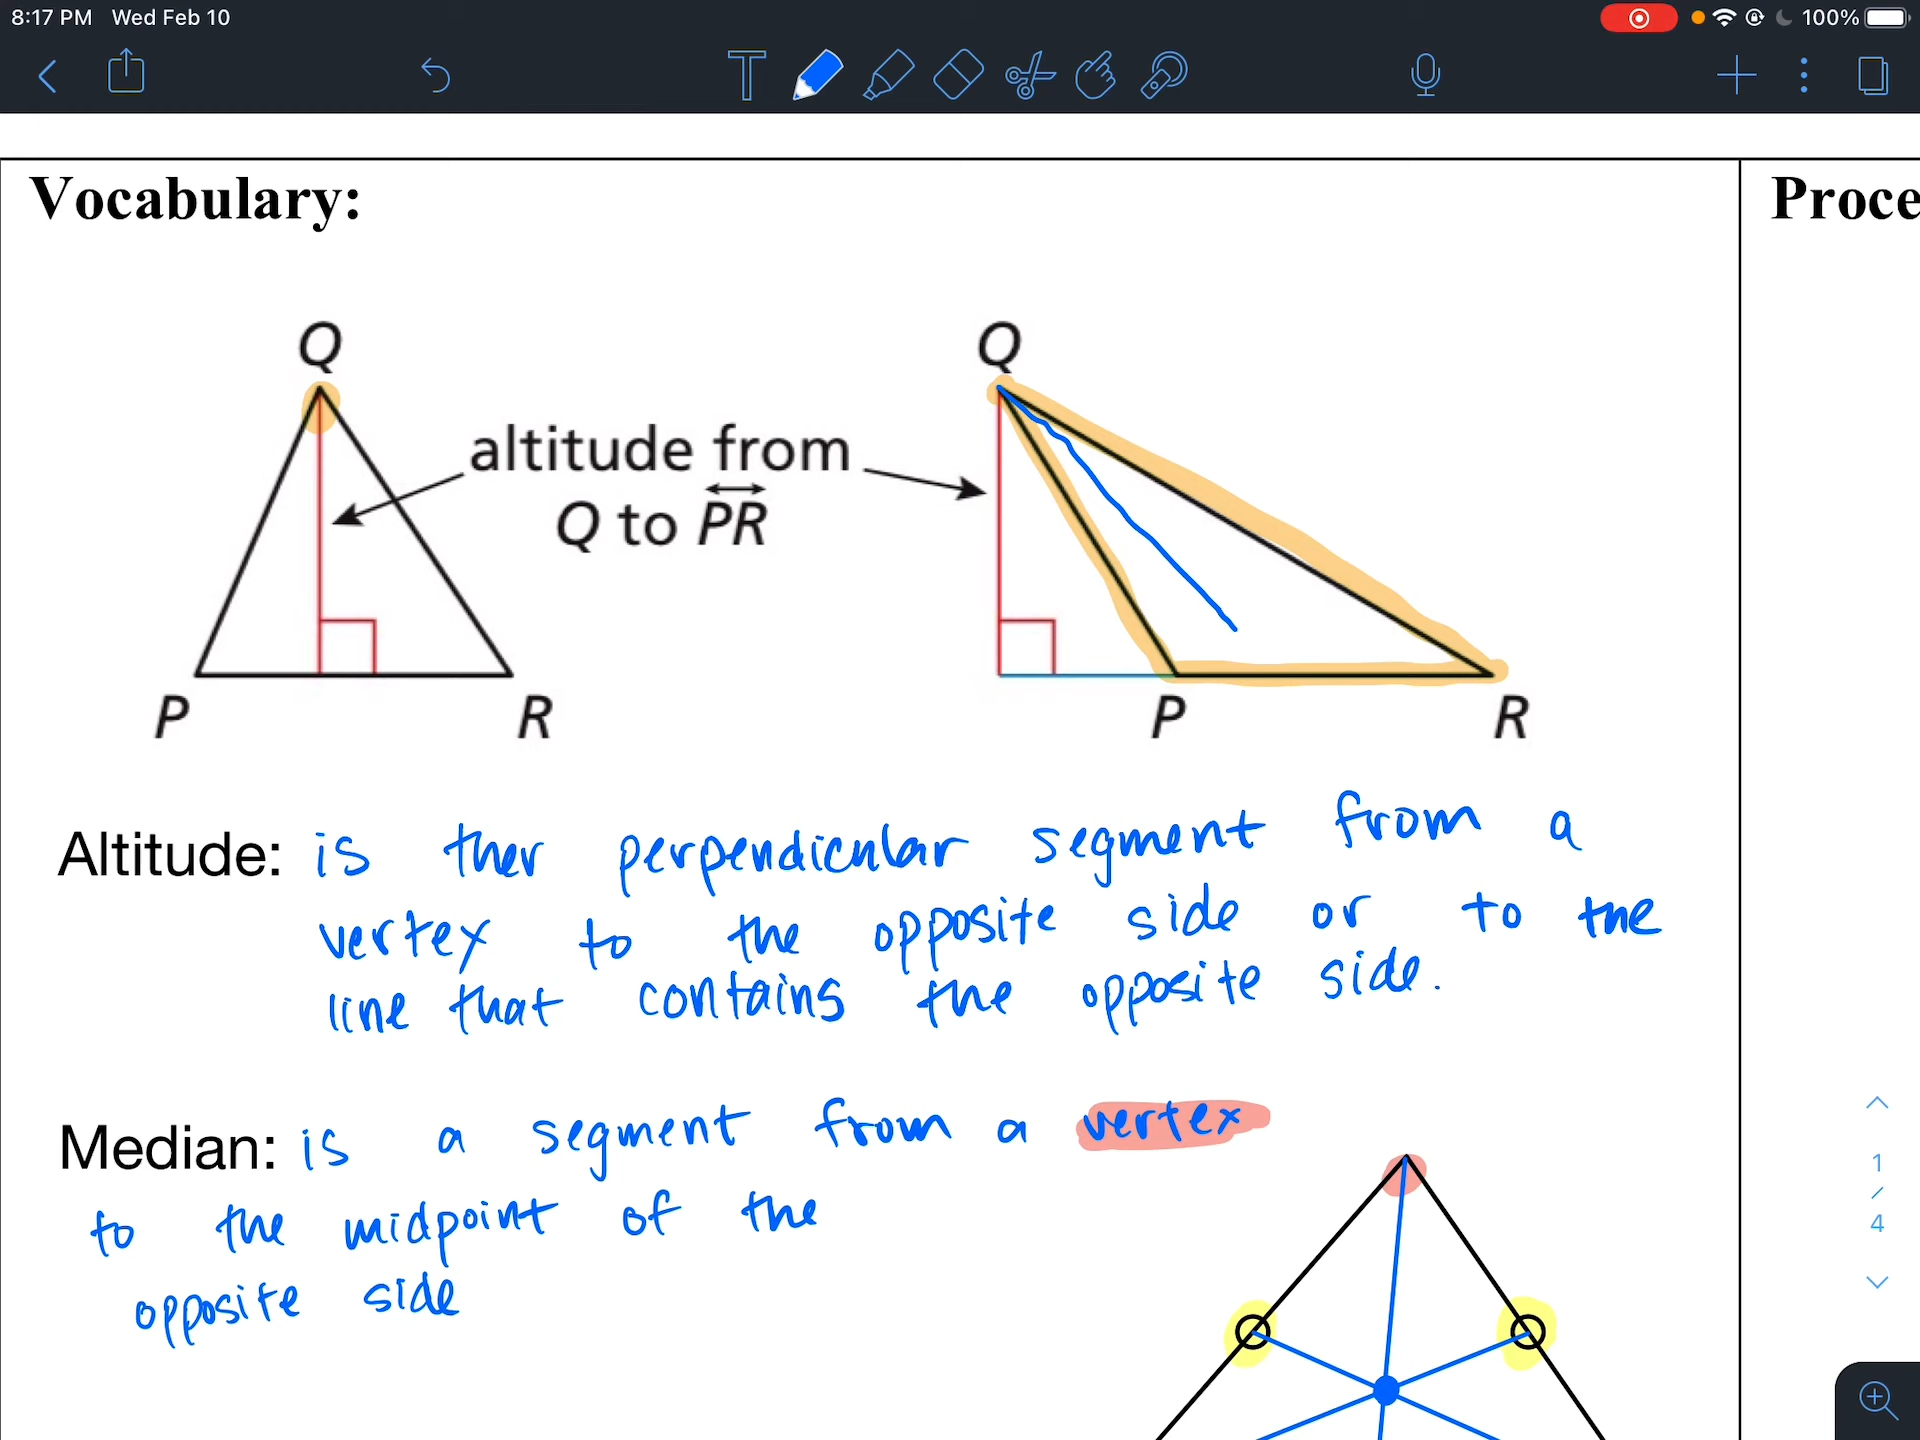 8:17 PM Wed Feb 10
100%
T
Vocabulary:
Proce
Q
Q
altitude from
Q to PR
P
R
P
R
Altitude: is ther perpendicular segment from a
vertex to the opposite side or to the
line that contains the opposite side.
Median: is a segment from a vertex
to the midpoint of the
opposite side
1
/
4